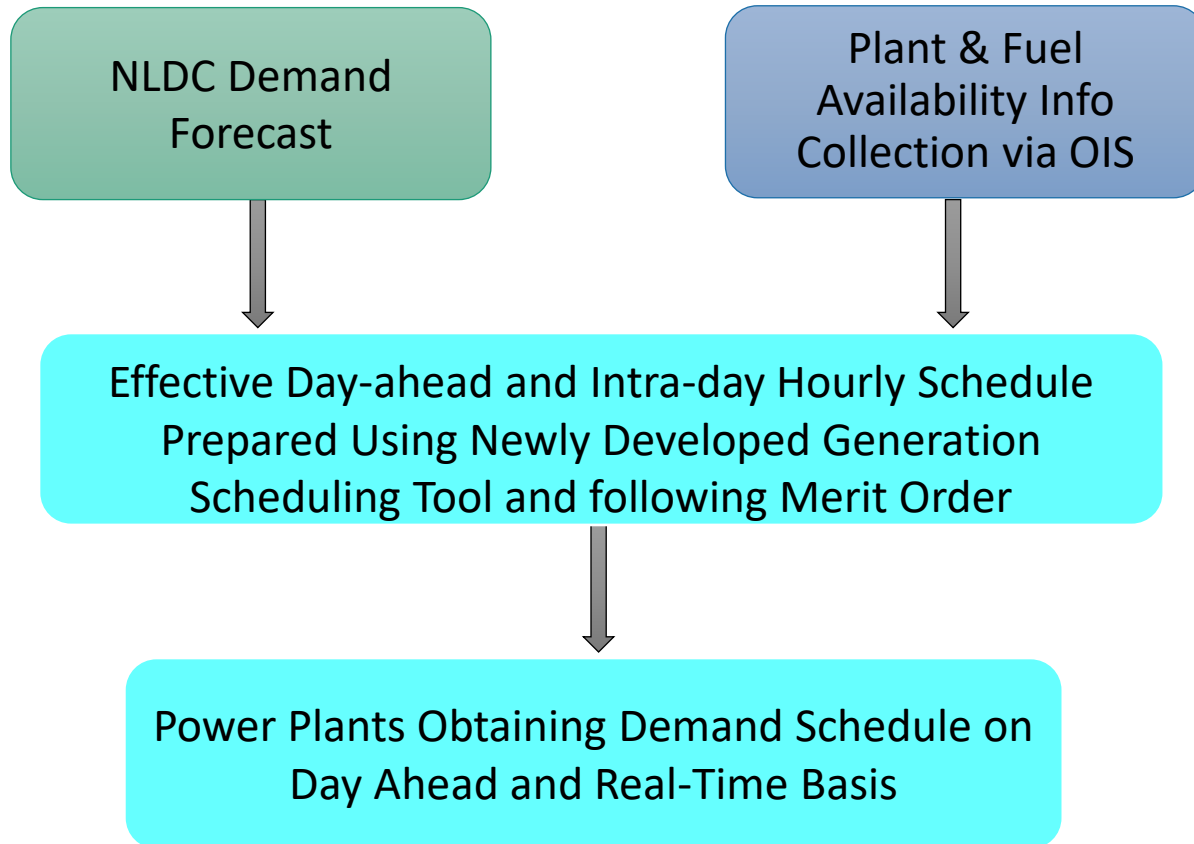 NLDC Demand
Forecast
Plant & Fuel
Availability Info
Collection via OIS
Effective Day-ahead and Intra-day Hourly Schedule
Prepared Using Newly Developed Generation
Scheduling Tool and following Merit Order
Power Plants Obtaining Demand Schedule on
Day Ahead and Real-Time Basis